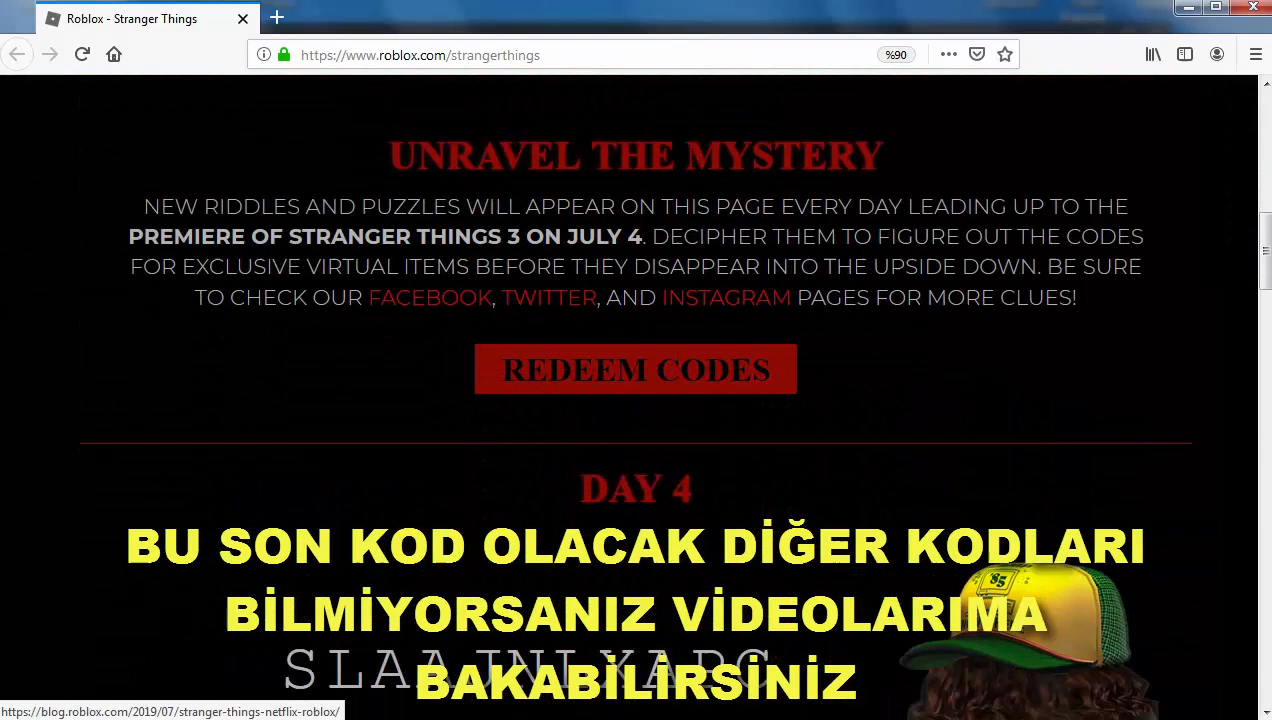 Roblox - Stranger Things
https://www.roblox.com/strangerthings
%90
UNRAVEL THE MYSTERY
NEW RIDDLES AND PUZZLES WILL APPEAR ON THIS PAGE EVERY DAY LEADING UP TO THE
PREMIERE OF STRANGER THINGS 3 ON JULY 4. DECIPHER THEM TO FIGURE OUT THE CODES
FOR EXCLUSIVE VIRTUAL ITEMS BEFORE THEY DISAPPEAR INTO THE UPSIDE DOWN. BE SURE
TO CHECK OUR FACEBOOK, TWITTER, AND INSTAGRAM PAGES FOR MORE CLUES!
REDEEM CODES
DAY 4
BU SON KOD OLACAK DİĞER KODLARI
BİLMİYORSANIZ VİDEOLARIMA
BAKABİLİRSİNİZ
'85
https://blog.roblox.com/2019/07/stranger-things-netflix-roblox/